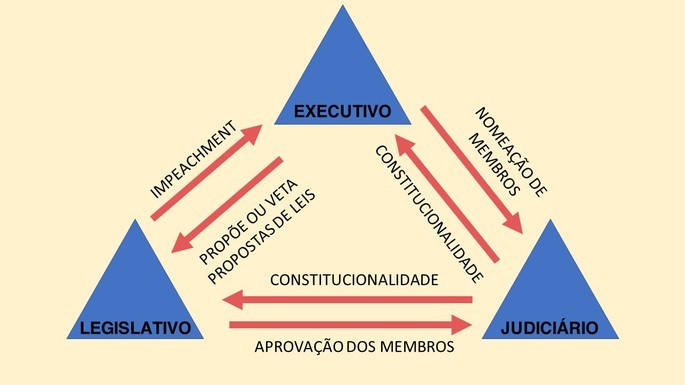 EXECUTIVO
IMPEACHMENT
PROPÕE OU VETA
PROPOSTAS DE LEIS
NOMEAÇÃO DE
MEMBROS
CONSTITUCIONALIDADE
CONSTITUCIONALIDADE
LEGISLATIVO
JUDICIÁRIO
APROVAÇÃO DOS MEMBROS